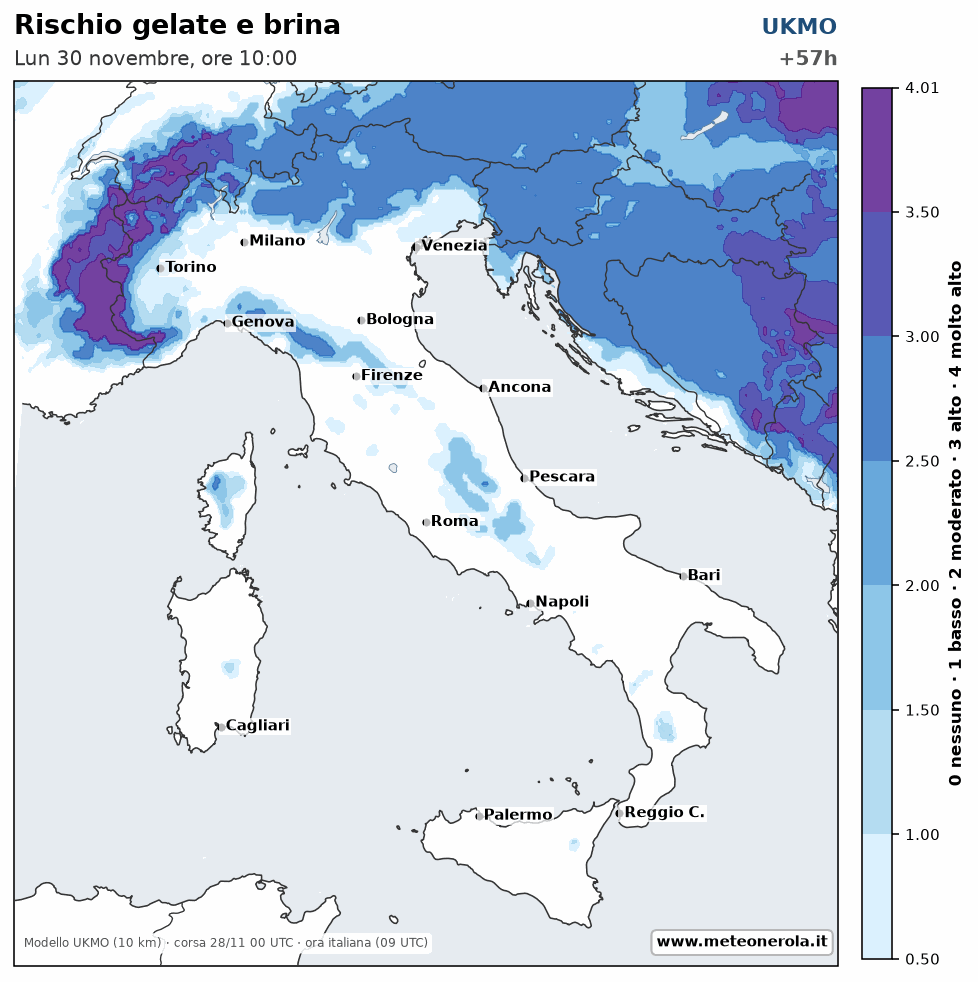 Rischio gelate e brina
UKMO
Lun 30 novembre, ore 10:00
+57h
4.01
3.50
3.00
2.50
2.00
1.50
1.00
0.50
0 nessuno · 1 basso · 2 moderato · 3 alto · 4 molto alto
Milano
Venezia
Torino
Genova
Bologna
Firenze
Ancona
Pescara
Roma
Bari
Napoli
Cagliari
Palermo
Reggio C.
Modello UKMO (10 km) · corsa 28/11 00 UTC · ora italiana (09 UTC)
www.meteonerola.it